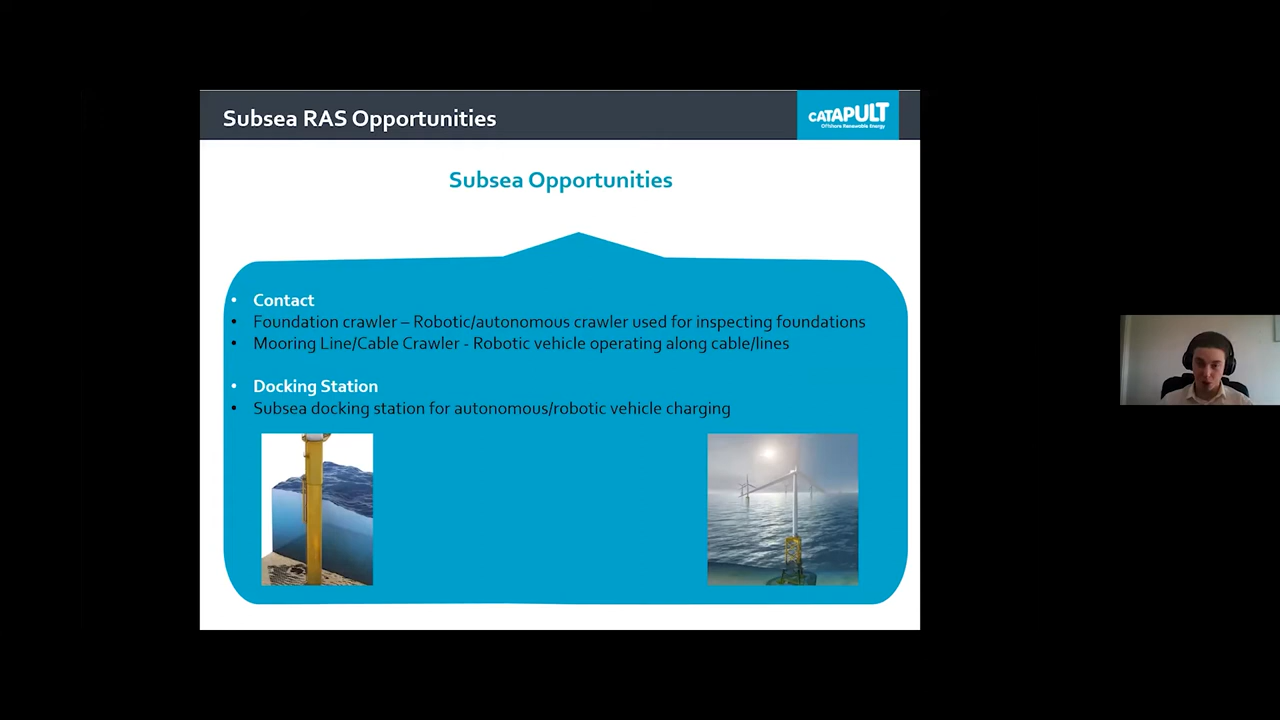 Subsea RAS Opportunities
CATAPULT
Offshore Renewable Energy
Subsea Opportunities
• Contact
• Foundation crawler – Robotic/autonomous crawler used for inspecting foundations
• Mooring Line/Cable Crawler - Robotic vehicle operating along cable/lines
• Docking Station
• Subsea docking station for autonomous/robotic vehicle charging